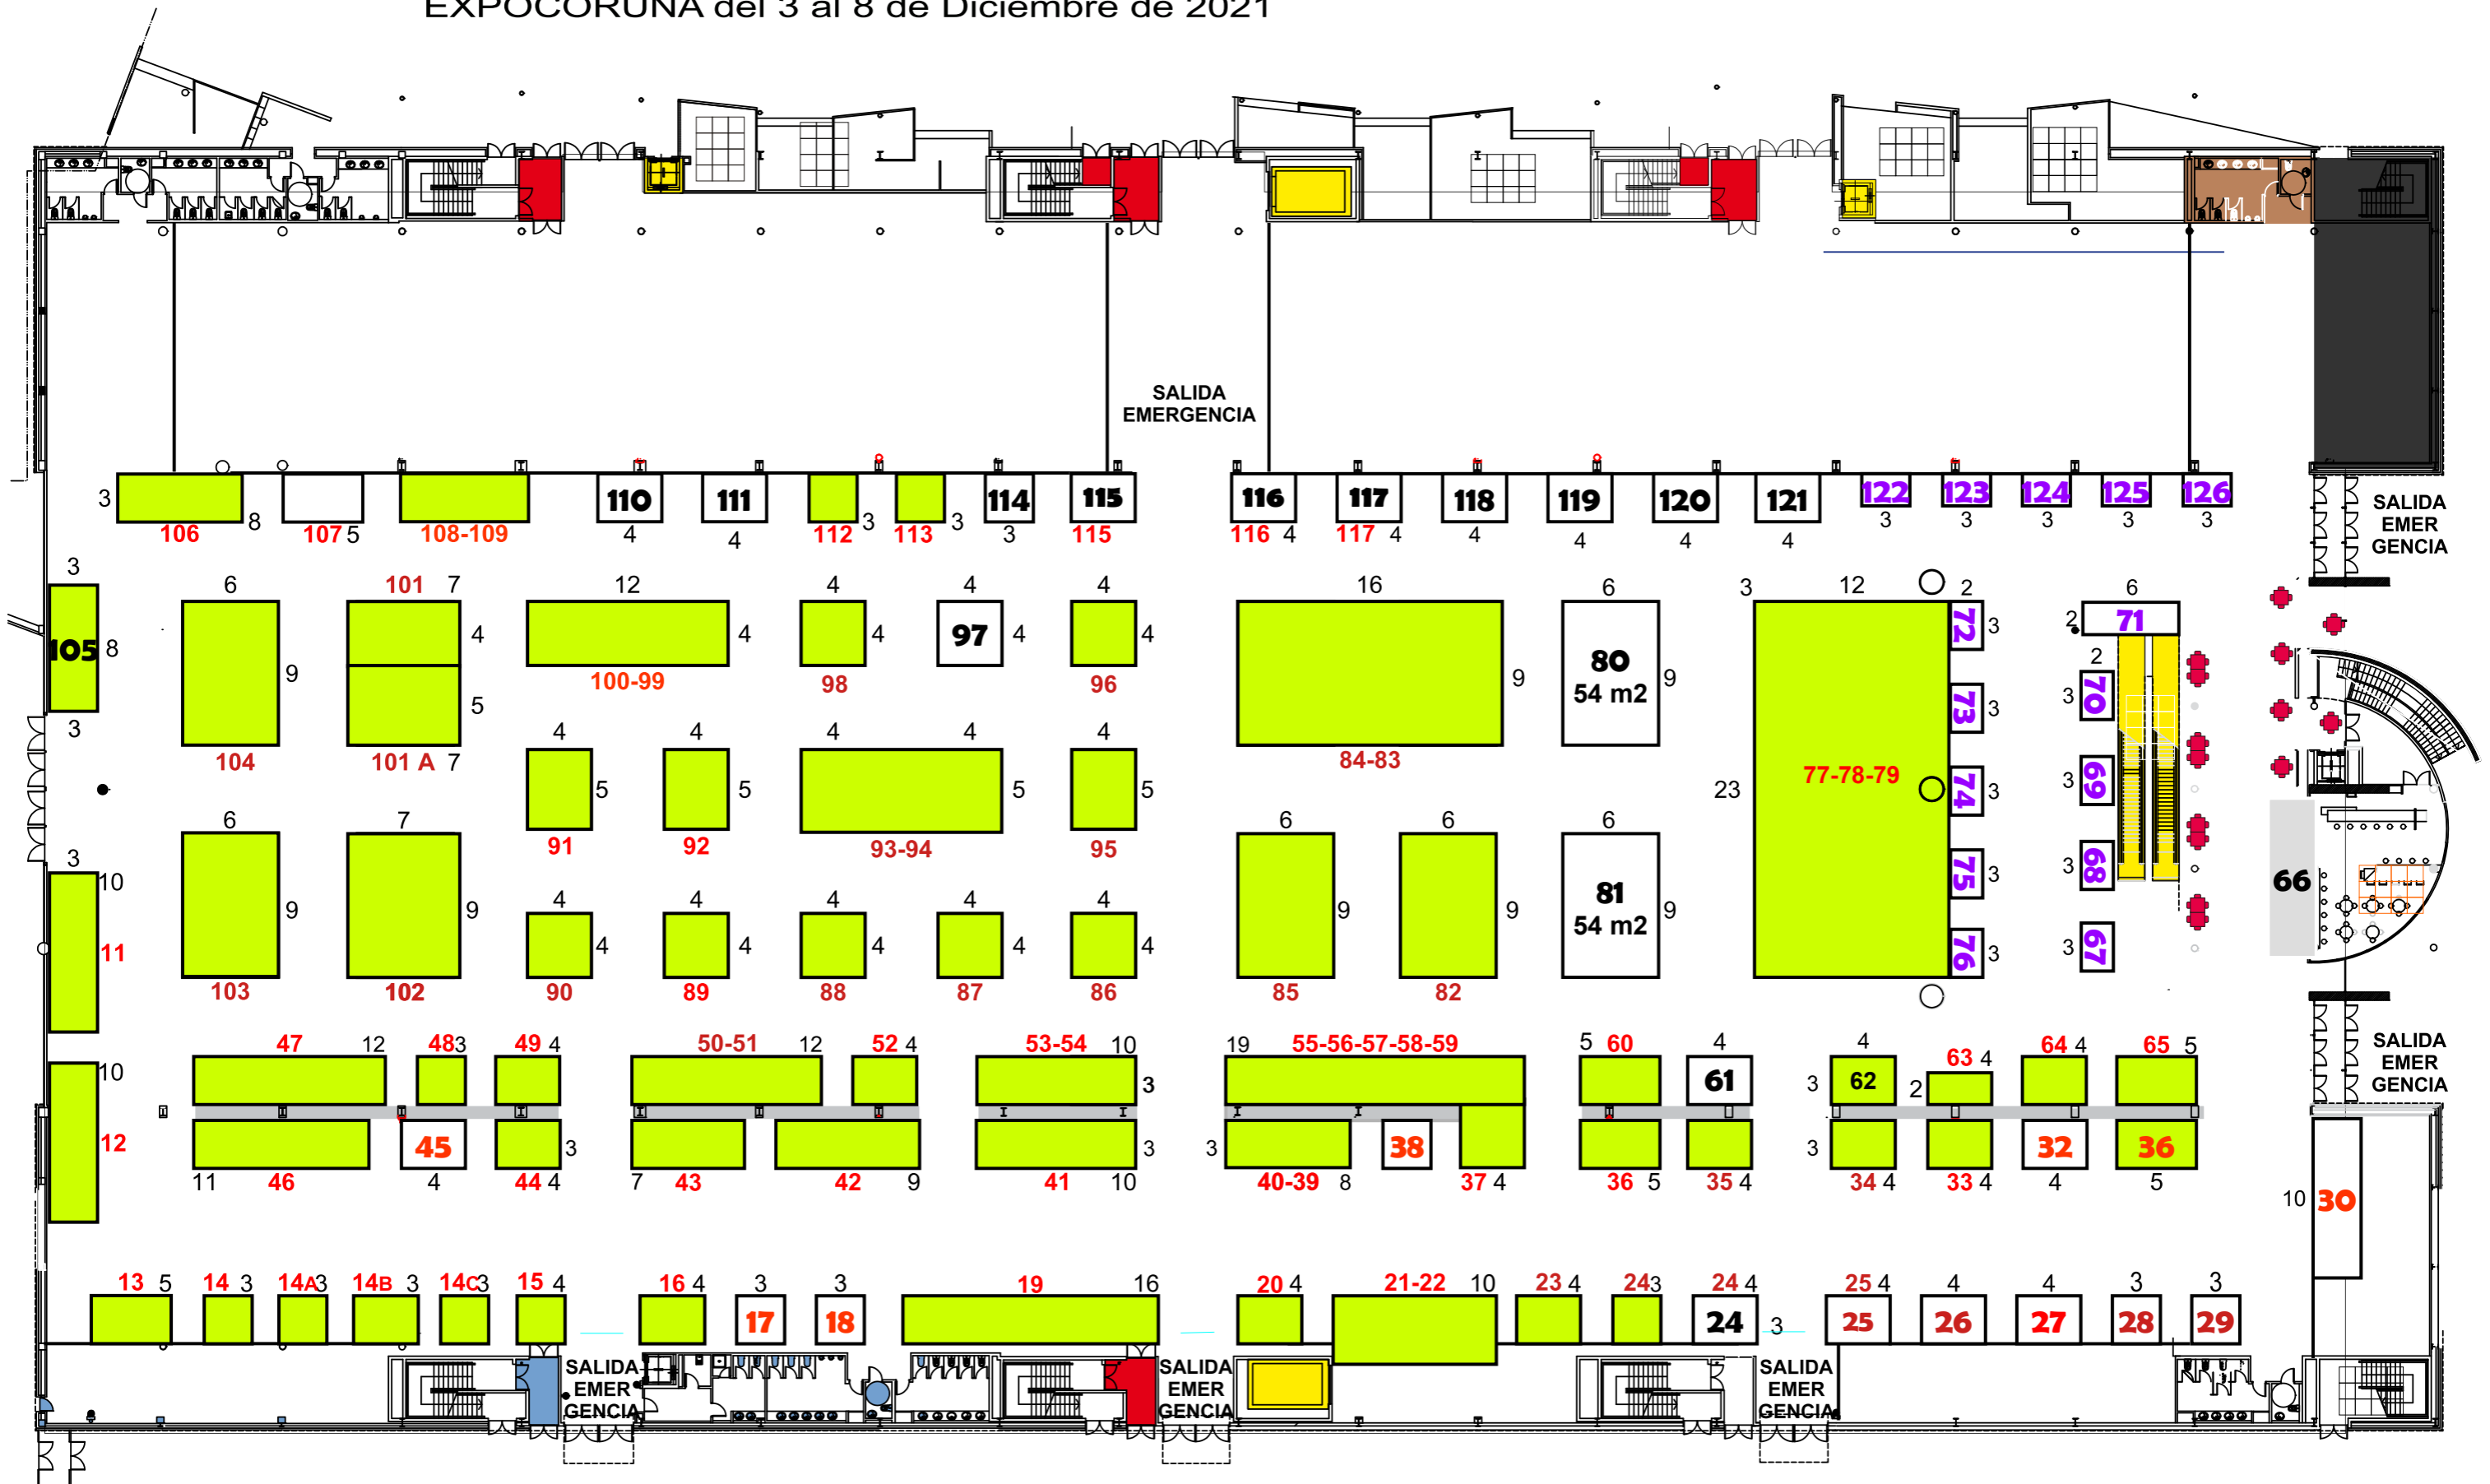 EXPOCORUÑA del 3 al 8 de Diciembre de 2021
SALIDA
EMERGENCIA
3 106 8 107 5 108-109 110 4 111 4 112 3 113 3 114 3 115 115
116 116 4 117 117 4 118 4 119 4 120 4 121 4 122 3 123 3 124 3 125 3 126 3
SALIDA
EMER
GENCIA
3 105 8 3
6 9 104
101 7 4 5 101 A 7
12 4 100-99
4 4 98
4 97 4
4 4 96
16 9 84-83
6 80 54 m2 9
3 12 23 77-78-79
2 72 3 73 3 74 3 75 3 76 3
6 2 71
2 3 70 3 69 3 68 3 67
66
4 5 91
4 5 92
4 4 5 93-94
4 5 95
3 10 11
6 9 103
7 9 102
4 4 90
4 4 89
4 4 88
4 4 87
4 4 86
6 9 85
6 9 82
6 81 54 m2 9
10 12
47 12 48 3 49 4 50-51 12 52 4 53-54 10 3
19 55-56-57-58-59 5 60 4 61 4 3 62 2 63 4 64 4 65 5
SALIDA
EMER
GENCIA
11 46 45 4 44 4 3 7 43 42 9 41 10 3
3 40-39 8 38 37 4 36 5 35 4 3 34 4 33 4 32 4 36 5
10 30
13 5 14 3 14A 3 14B 3 14C 3 15 4 16 4 3 17 3 18 19 16
20 4 21-22 10 23 4 24 3 24 4 24 3 25 4 25 4 26 4 27 3 28 3 29
SALIDA
EMER
GENCIA
SALIDA
EMER
GENCIA
SALIDA
EMER
GENCIA